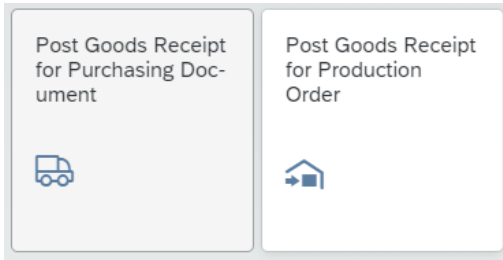 Post Goods Receipt
for Purchasing Doc-
ument
Post Goods Receipt
for Production
Order